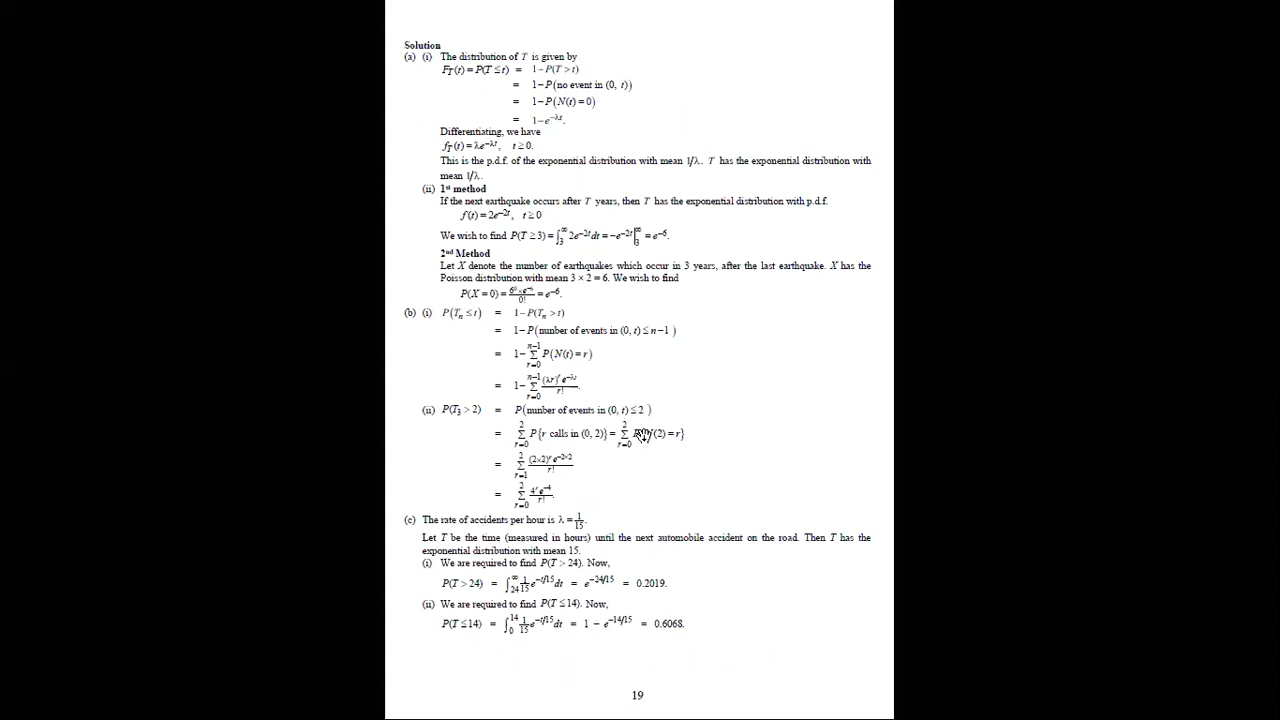 Solution
(a) (i) The distribution of T is given by
F_T(t) = P(T ≤ t) = 1 − P(T > t)
= 1 − P(no event in (0, t))
= 1 − P(N(t) = 0)
= 1 − e^{−λt}.
Differentiating, we have
f_T(t) = λe^{−λt}, t ≥ 0.
This is the p.d.f. of the exponential distribution with mean 1/λ. T has the exponential distribution with
mean 1/λ.
(ii) 1st method
If the next earthquake occurs after T years, then T has the exponential distribution with p.d.f.
f(t) = 2e^{−2t}, t ≥ 0
We wish to find P(T ≥ 3) = ∫_3^∞ 2e^{−2t} dt = −e^{−2t}|_3^∞ = e^{−6}.
2nd Method
Let X denote the number of earthquakes which occur in 3 years, after the last earthquake. X has the
Poisson distribution with mean 3 × 2 = 6. We wish to find
P(X = 0) = (6^0 × e^{−6})/0! = e^{−6}.
(b) (i) P(T_n ≤ t) = 1 − P(T_n > t)
= 1 − P(number of events in (0, t) ≤ n − 1)
= 1 − Σ_{r=0}^{n−1} P(N(t) = r)
= 1 − Σ_{r=0}^{n−1} (λt)^r e^{−λt}/r!.
(ii) P(T_3 > 2) = P(number of events in (0, t) ≤ 2)
= Σ_{r=0}^{2} P{r calls in (0, 2)} = Σ_{r=0}^{2} (2) = r}
= Σ_{r=1}^{2} (2×2)^r e^{−2×2}/r!
= Σ_{r=0}^{2} 4^r e^{−4}/r!.
(c) The rate of accidents per hour is λ = 1/15.
Let T be the time (measured in hours) until the next automobile accident on the road. Then T has the
exponential distribution with mean 15.
(i) We are required to find P(T > 24). Now,
P(T > 24) = ∫_24^∞ 1/15 e^{−t/15} dt = e^{−24/15} = 0.2019.
(ii) We are required to find P(T ≤ 14). Now,
P(T ≤ 14) = ∫_0^14 1/15 e^{−t/15} dt = 1 − e^{−14/15} = 0.6068.
19